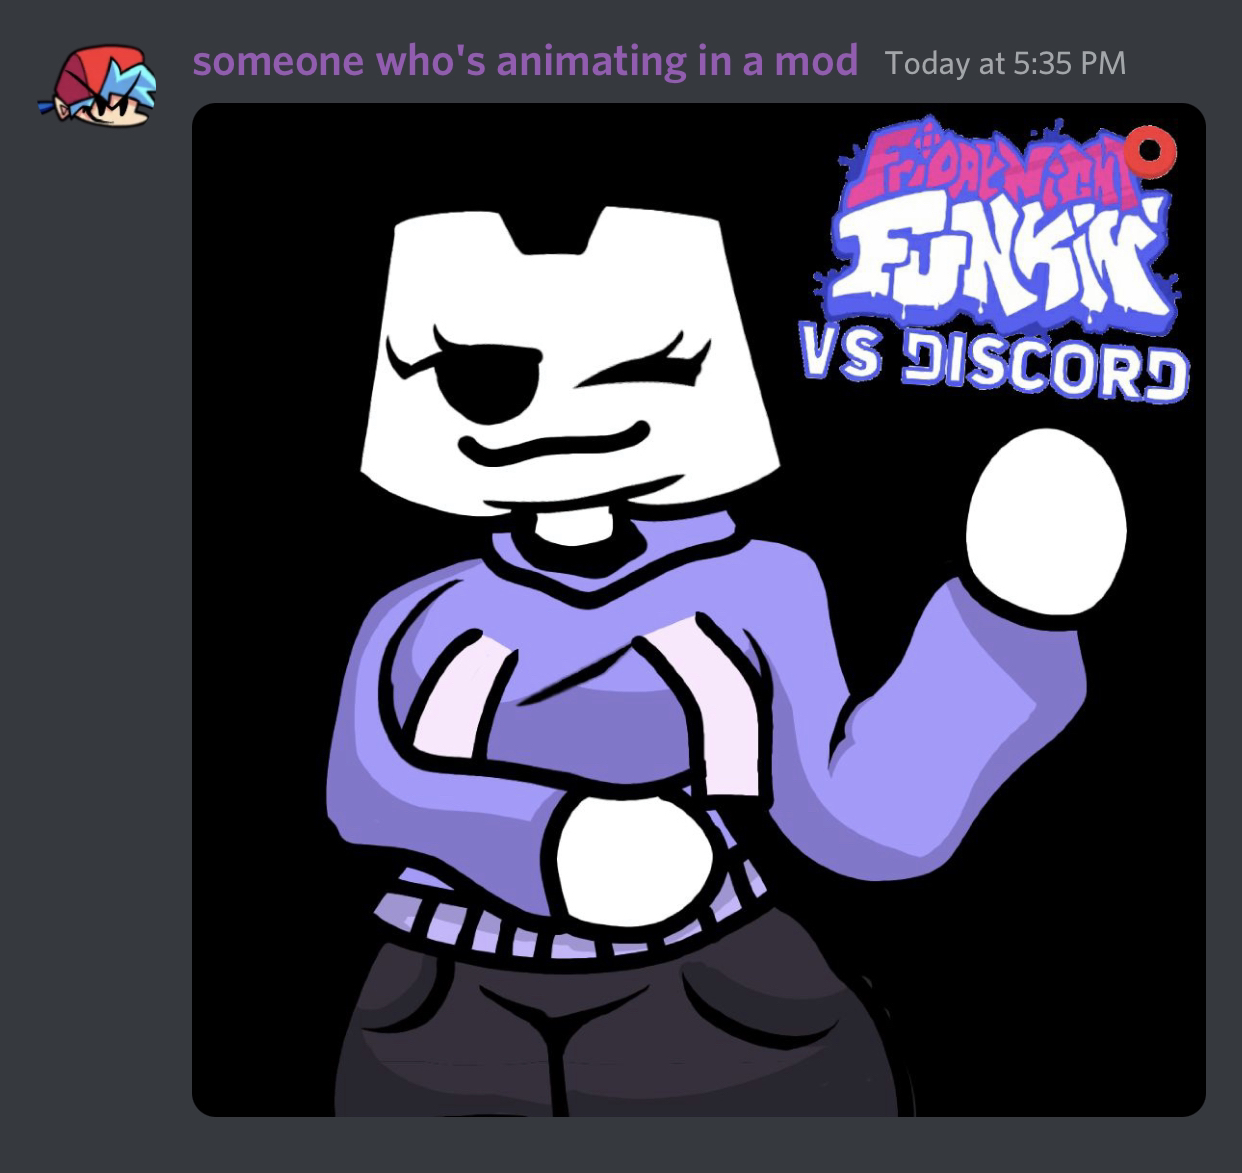 someone who's animating in a mod Today at 5:35 PM
FRiDAY NiGHT
FUNKiN'
VS DISCORD